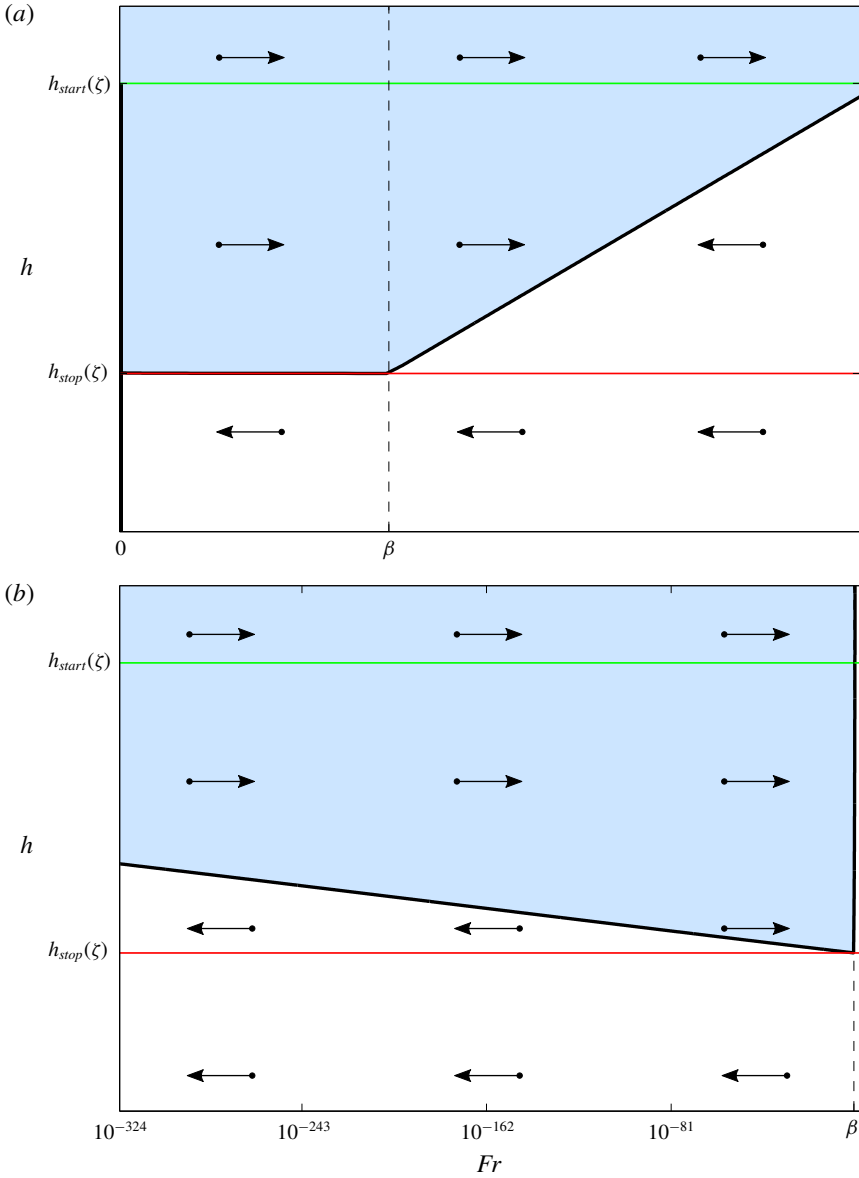 (a)
h_start(ζ)
h
h_stop(ζ)
0 β
(b)
h_start(ζ)
h
h_stop(ζ)
10^−324 10^−243 10^−162 10^−81 β
Fr